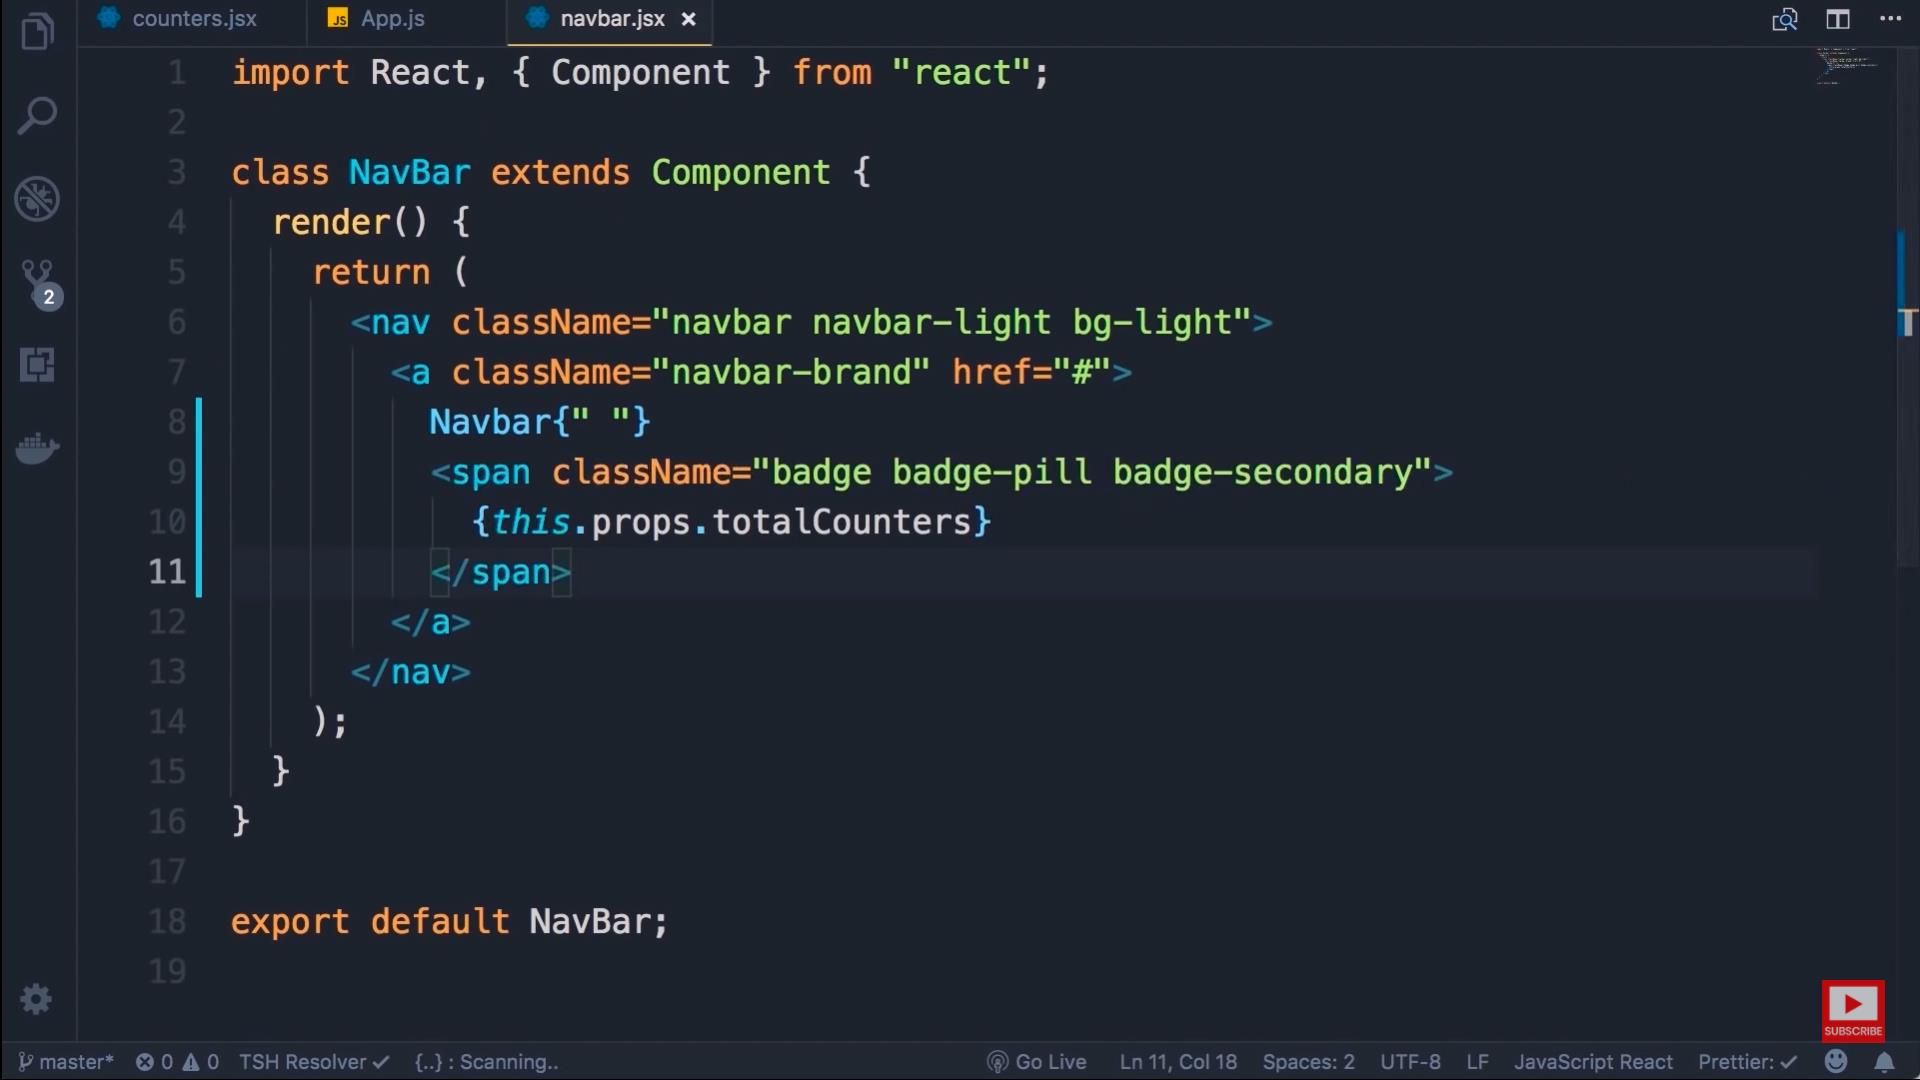 counters.jsx
JS App.js
navbar.jsx ×
1 import React, { Component } from "react";
2
3 class NavBar extends Component {
4   render() {
5     return (
6       <nav className="navbar navbar-light bg-light">
7         <a className="navbar-brand" href="#">
8           Navbar{" "}
9           <span className="badge badge-pill badge-secondary">
10             {this.props.totalCounters}
11           </span>
12         </a>
13       </nav>
14     );
15   }
16 }
17
18 export default NavBar;
19
2
SUBSCRIBE
master* 0 0 TSH Resolver ✓ {..} : Scanning.. Go Live Ln 11, Col 18 Spaces: 2 UTF-8 LF JavaScript React Prettier: ✓